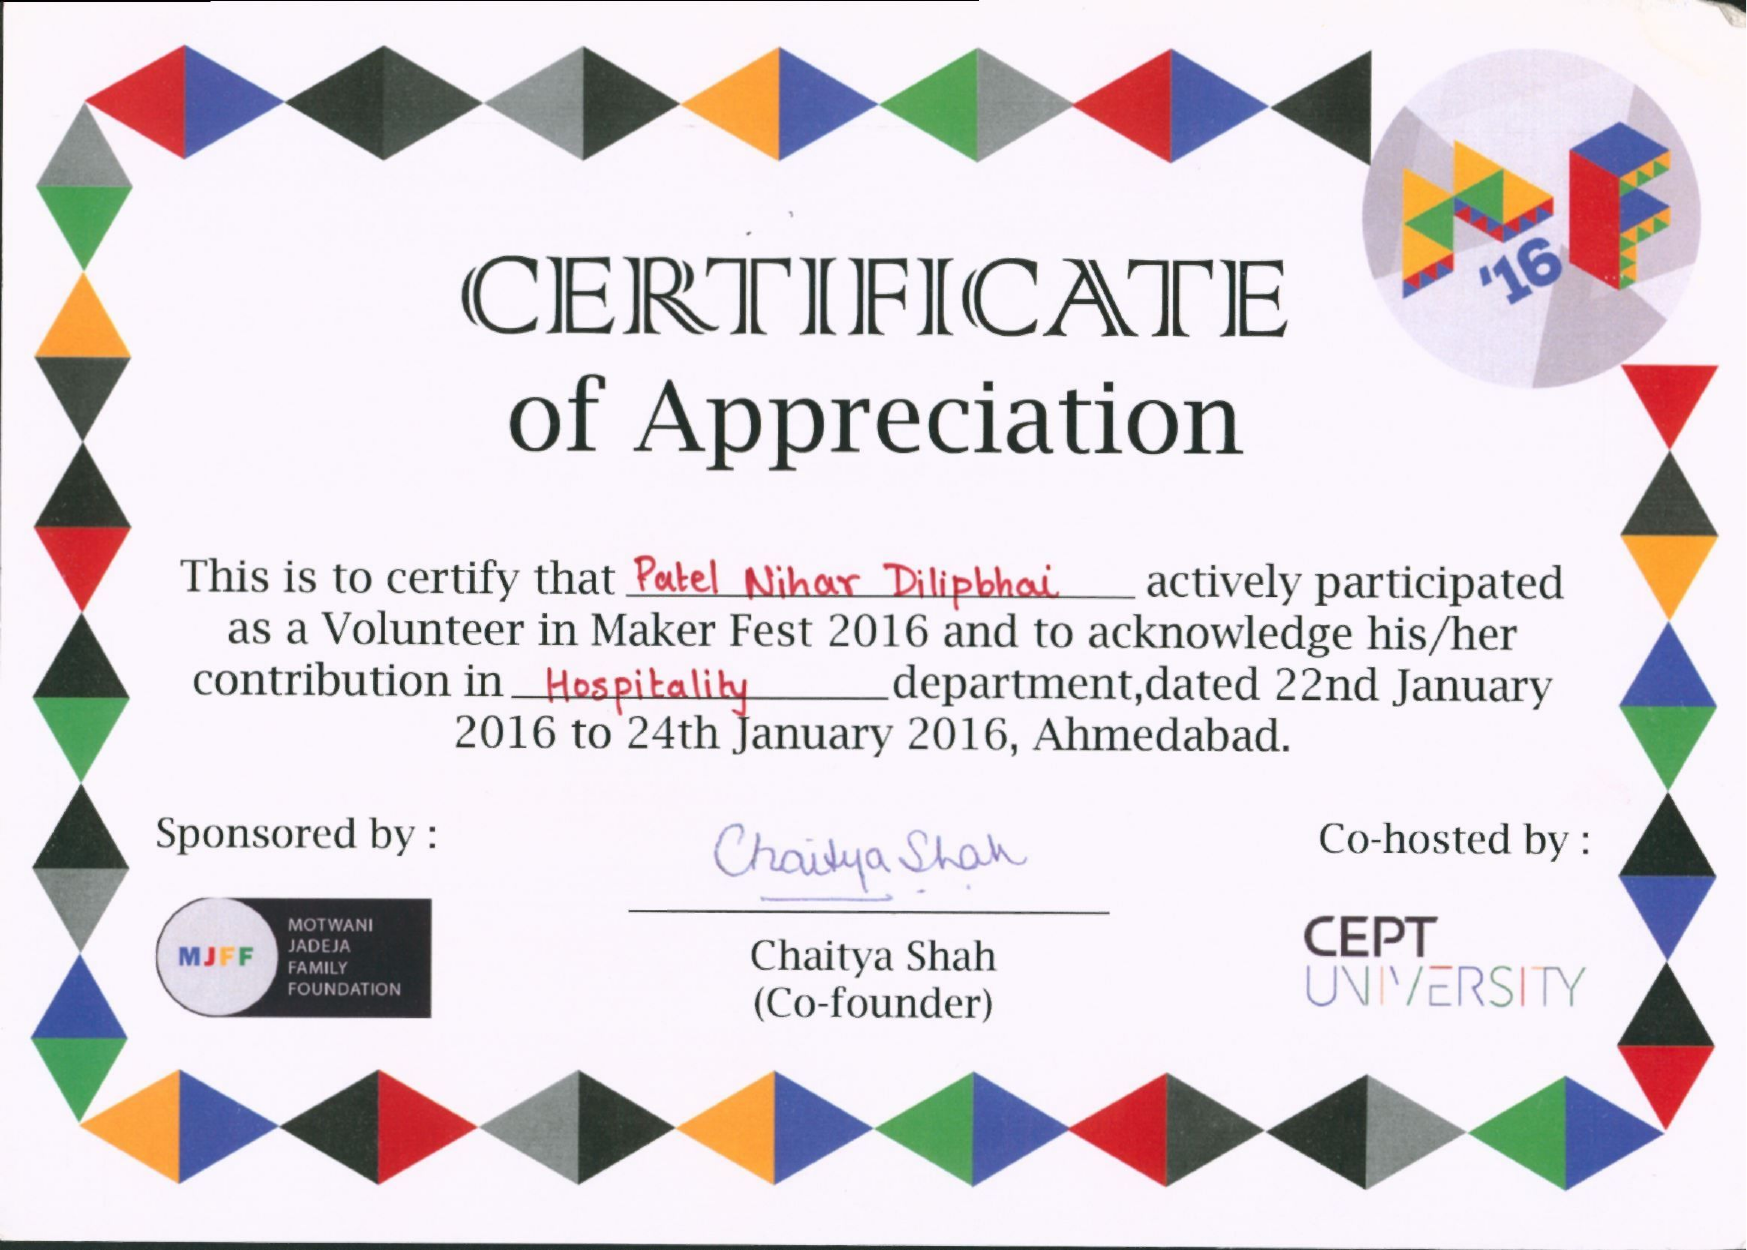 MF
'16
CERTIFICATE
of Appreciation
This is to certify that Patel Nihar Dilipbhai actively participated
as a Volunteer in Maker Fest 2016 and to acknowledge his/her
contribution in Hospitality department,dated 22nd January
2016 to 24th January 2016, Ahmedabad.
Sponsored by :
MJFF
MOTWANI
JADEJA
FAMILY
FOUNDATION
Chaitya Shah
Chaitya Shah
(Co-founder)
Co-hosted by :
CEPT
UNIVERSITY